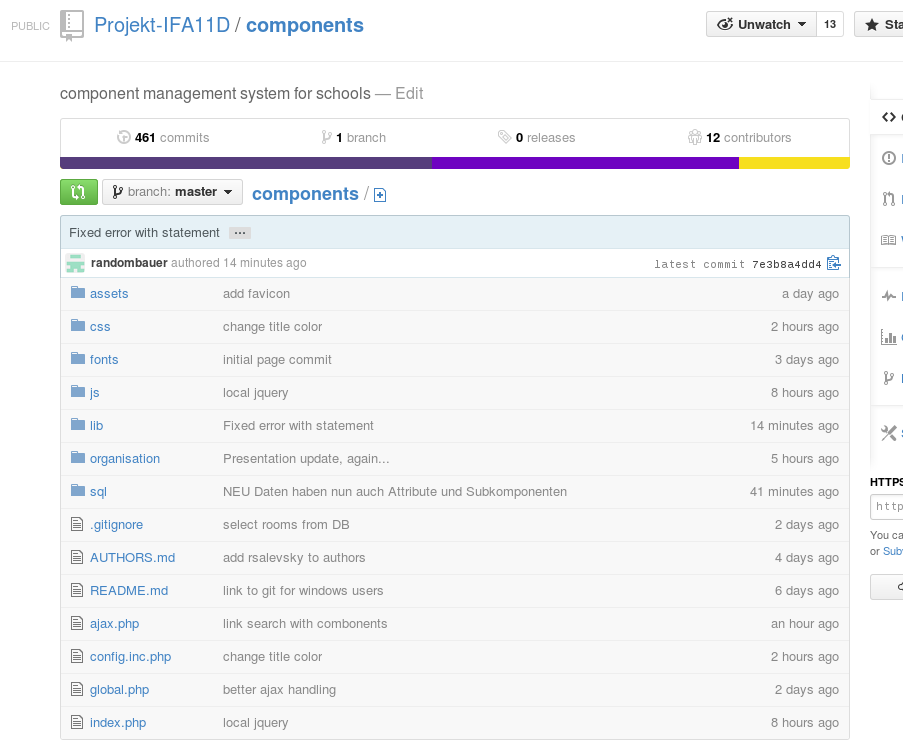 PUBLIC Projekt-IFA11D / components Unwatch 13
component management system for schools — Edit
461 commits 1 branch 0 releases 12 contributors
branch: master components /
Fixed error with statement ...
randombauer authored 14 minutes ago latest commit 7e3b8a4dd4
assets add favicon a day ago
css change title color 2 hours ago
fonts initial page commit 3 days ago
js local jquery 8 hours ago
lib Fixed error with statement 14 minutes ago
organisation Presentation update, again... 5 hours ago
sql NEU Daten haben nun auch Attribute und Subkomponenten 41 minutes ago
.gitignore select rooms from DB 2 days ago
AUTHORS.md add rsalevsky to authors 4 days ago
README.md link to git for windows users 6 days ago
ajax.php link search with combonents an hour ago
config.inc.php change title color 2 hours ago
global.php better ajax handling 2 days ago
index.php local jquery 8 hours ago
HTTPS
http
You ca
or Sub